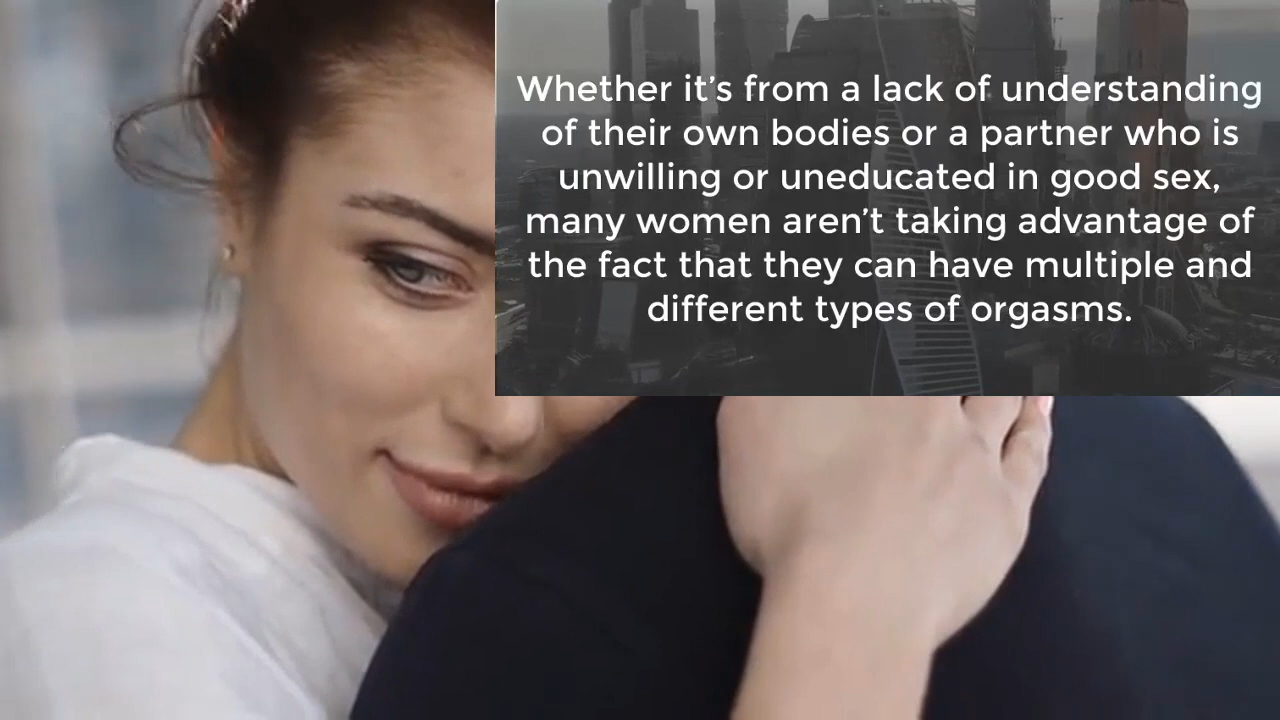 Whether it’s from a lack of understanding
of their own bodies or a partner who is
unwilling or uneducated in good sex,
many women aren’t taking advantage of
the fact that they can have multiple and
different types of orgasms.